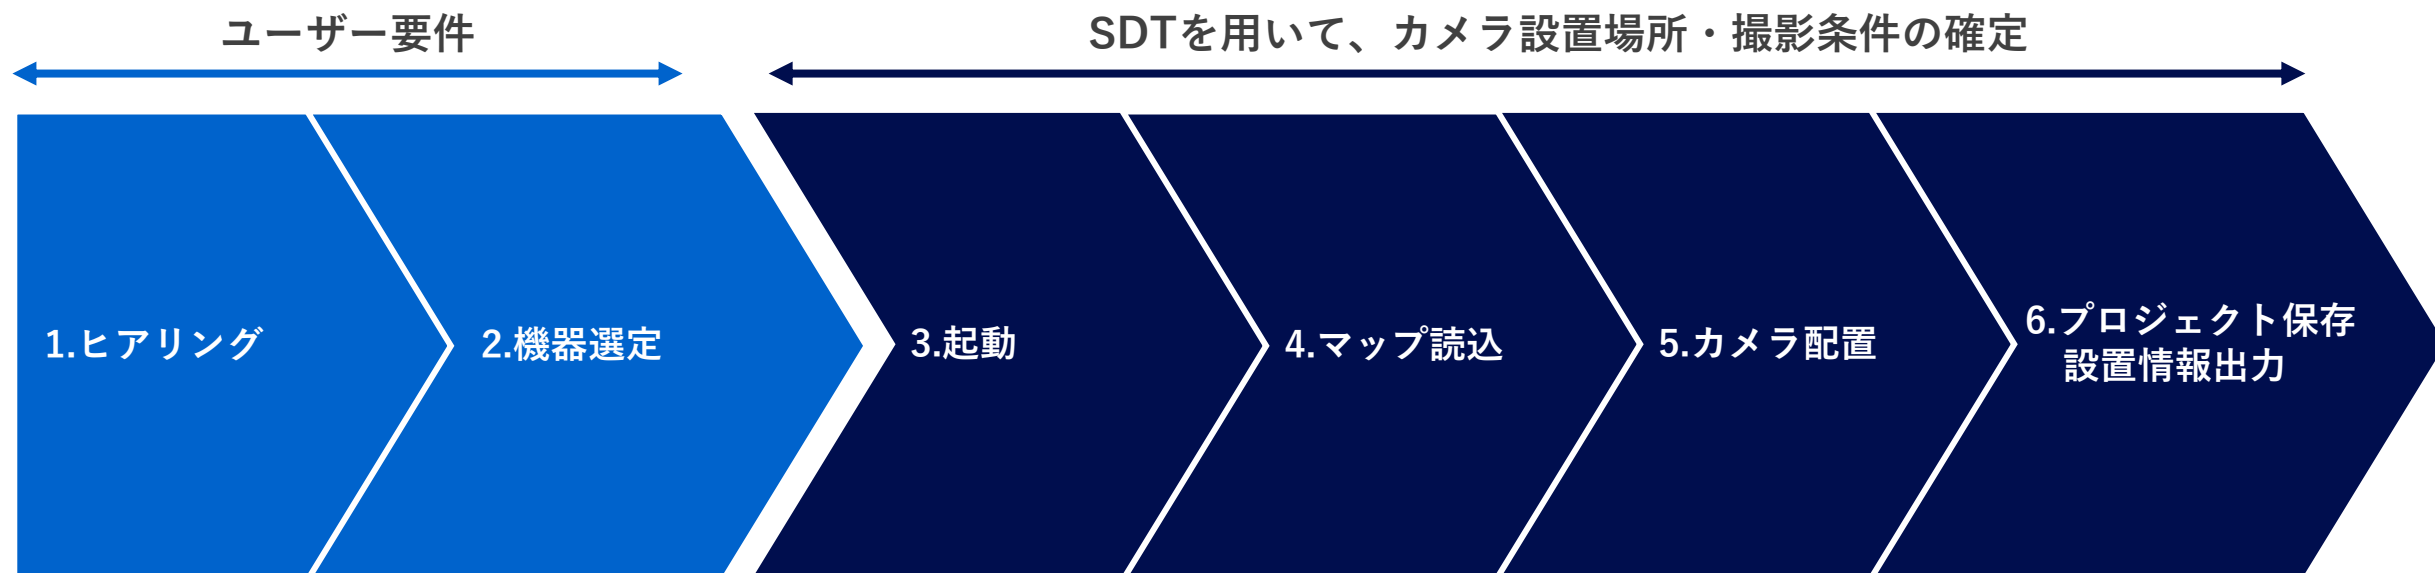 ユーザー要件
SDTを用いて、カメラ設置場所・撮影条件の確定
1.ヒアリング
2.機器選定
3.起動
4.マップ読込
5.カメラ配置
6.プロジェクト保存
設置情報出力